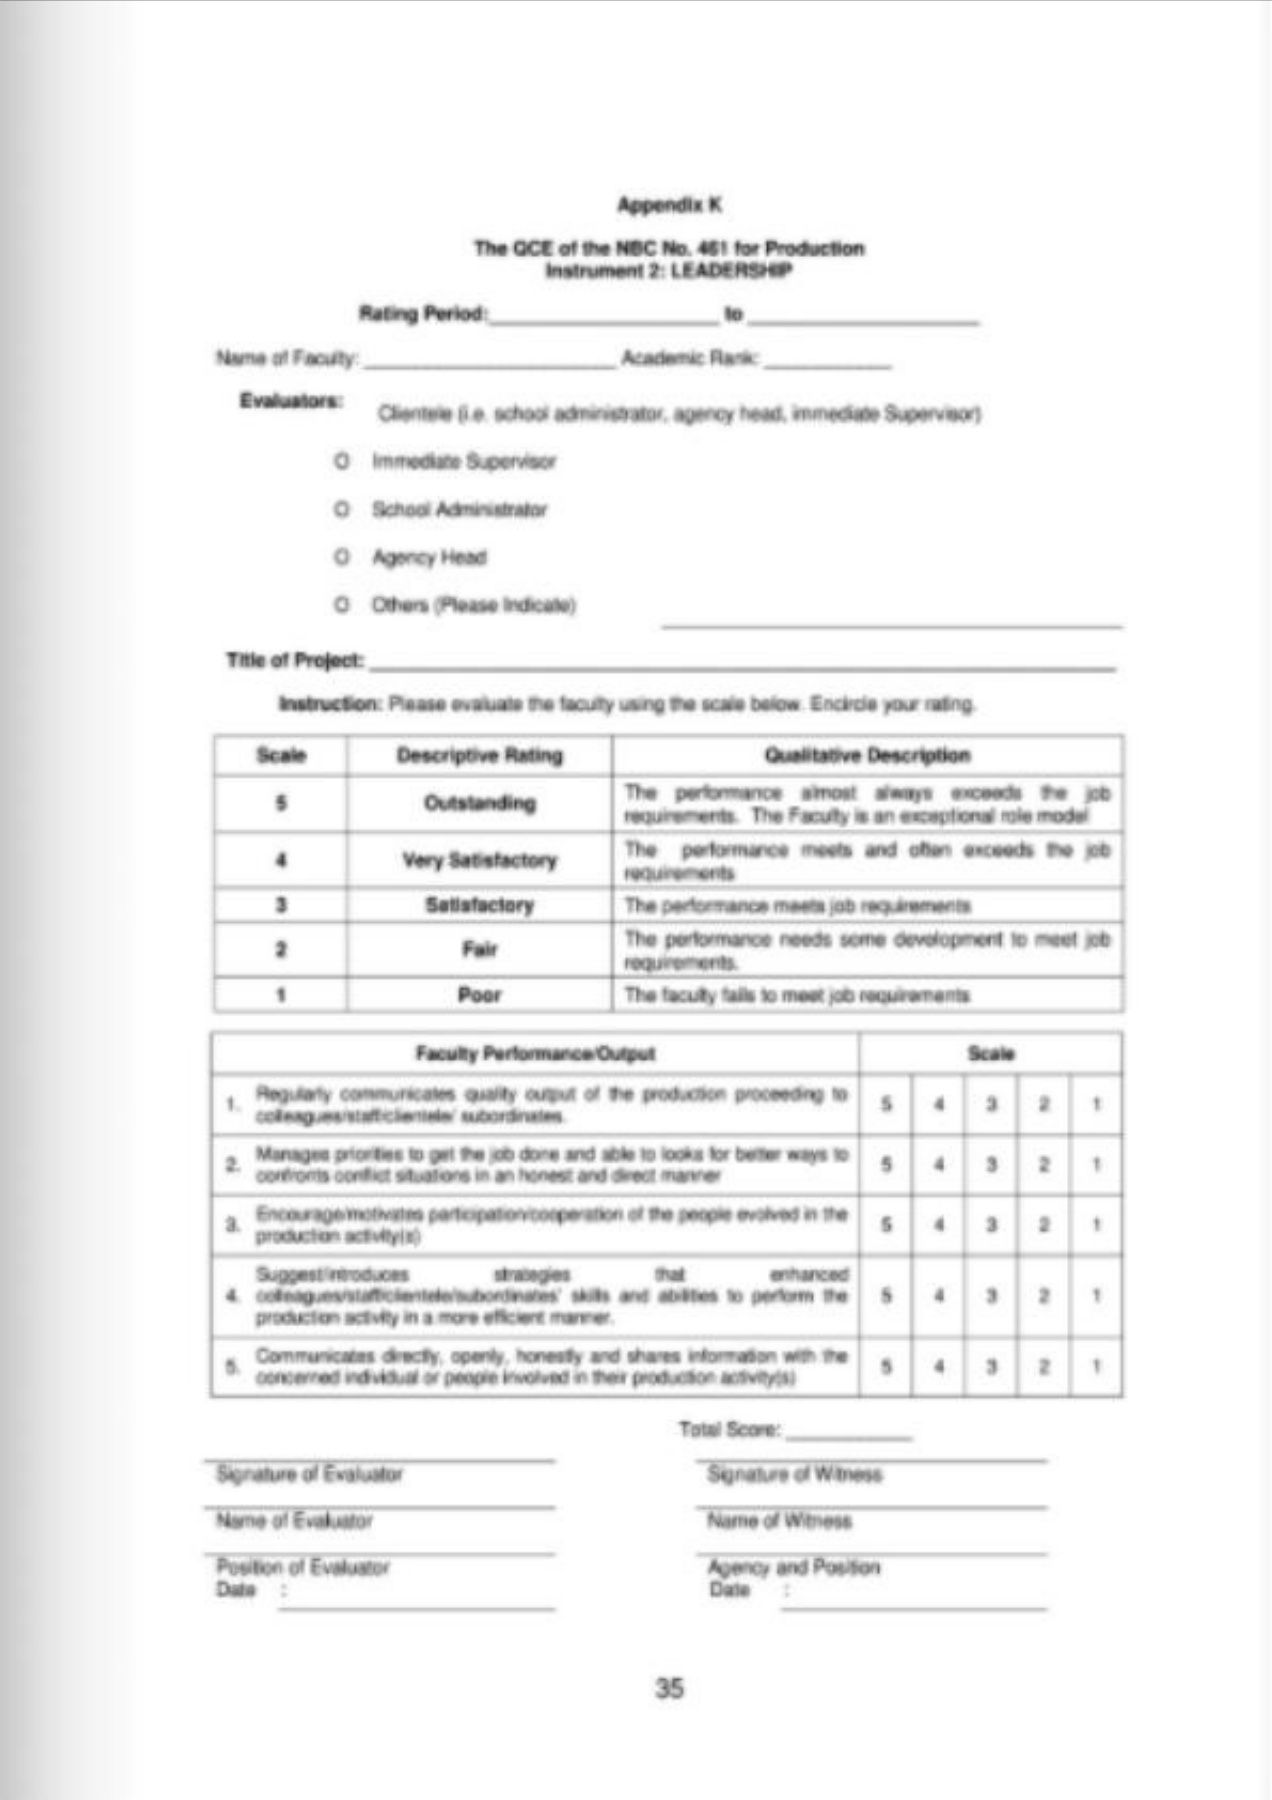 Appendix K
The QCE of the NBC No. 461 for Production
Instrument 2: LEADERSHIP
Rating Period:____________________ to ____________________
Name of Faculty: ____________________ Academic Rank: __________
Evaluators:
Clientele (i.e. school administrator, agency head, immediate Supervisor)
O Immediate Supervisor
O School Administrator
O Agency Head
O Others (Please Indicate) ____________________
Title of Project: ____________________
Instruction: Please evaluate the faculty using the scale below. Encircle your rating.
Scale Descriptive Rating Qualitative Description
5 Outstanding The performance almost always exceeds the job
requirements. The Faculty is an exceptional role model
4 Very Satisfactory The performance meets and often exceeds the job
requirements
3 Satisfactory The performance meets job requirements
2 Fair The performance needs some development to meet job
requirements.
1 Poor The faculty fails to meet job requirements
Faculty Performance/Output Scale
1. Regularly communicates quality output of the production proceeding to 5 4 3 2 1
colleagues/staff/clientele/ subordinates.
2. Manages priorities to get the job done and able to looks for better ways to 5 4 3 2 1
confronts conflict situations in an honest and direct manner
3. Encourage/motivates participation/cooperation of the people evolved in the 5 4 3 2 1
production activity(s)
Suggest/introduces strategies that enhanced
4. colleagues/staff/clientele/subordinates' skills and abilities to perform the 5 4 3 2 1
production activity in a more efficient manner.
5. Communicates directly, openly, honestly and shares information with the 5 4 3 2 1
concerned individual or people involved in their production activity(s)
Total Score: __________
Signature of Evaluator Signature of Witness
Name of Evaluator Name of Witness
Position of Evaluator Agency and Position
Date : Date :
35